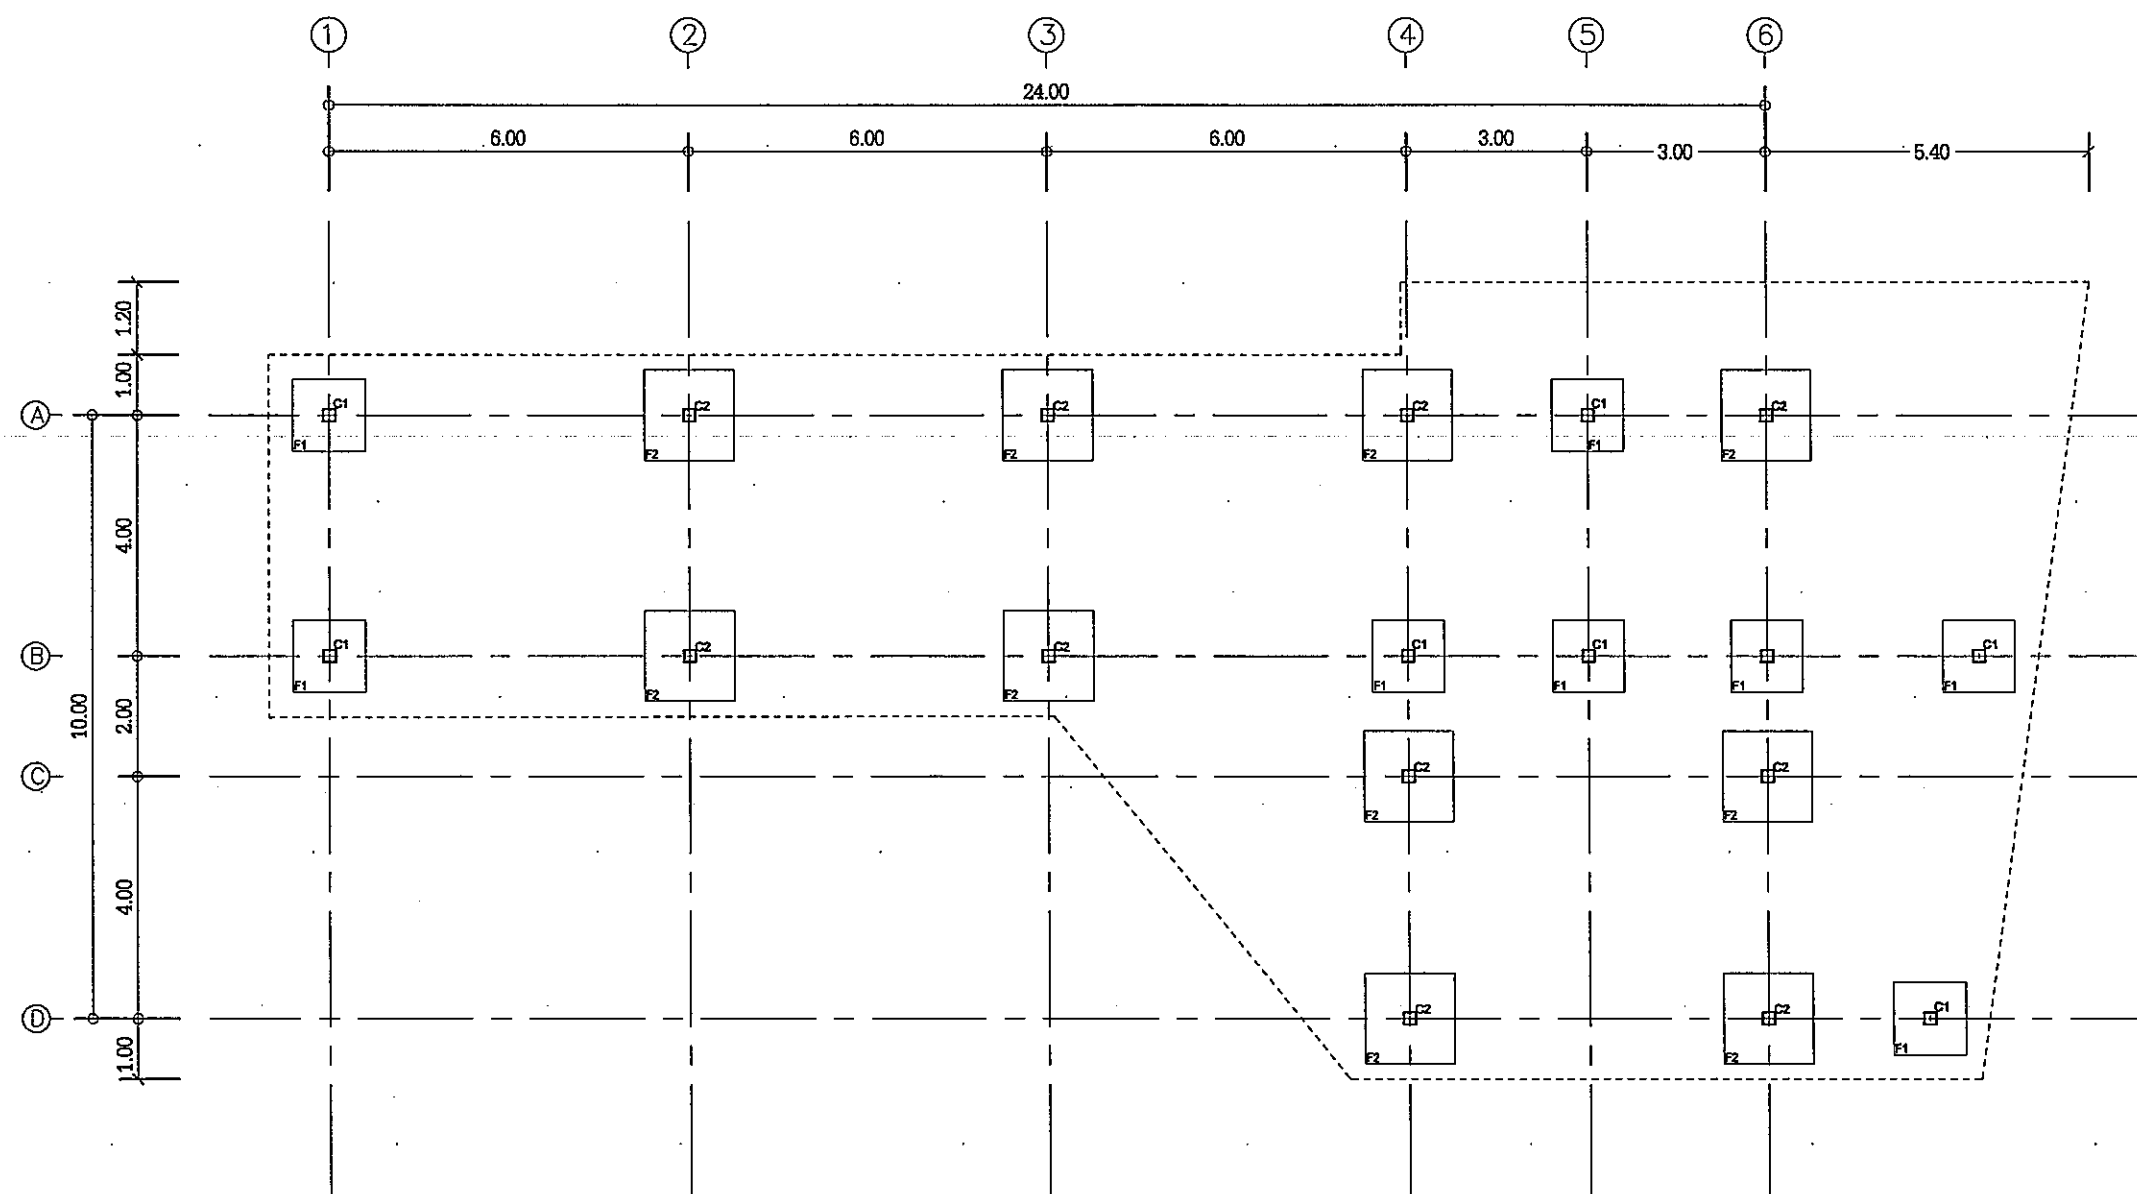 1 2 3 4 5 6
24.00
6.00 6.00 6.00 3.00 3.00 5.40
1.20
1.00
A
C1 C2 C2 C2 C1 C2
F1 F2 F2 F2 F1 F2
4.00
B
C1 C2 C2 C1 C1 C1
F1 F2 F2 F1 F1 F1 F1
10.00
2.00
C
C2 C2
F2 F2
4.00
D
C2 C2 C1
F2 F2 F1
1.00